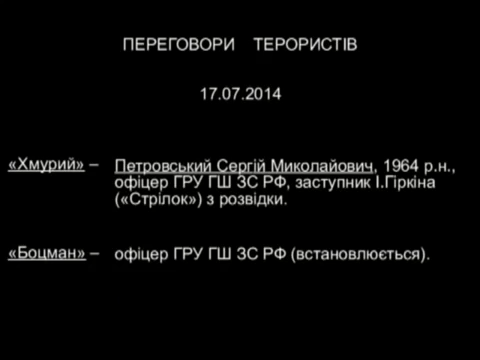 ПЕРЕГОВОРИ ТЕРОРИСТІВ
17.07.2014
«Хмурий» – Петровський Сергій Миколайович, 1964 р.н.,
офіцер ГРУ ГШ ЗС РФ, заступник І.Гіркіна
(«Стрілок») з розвідки.
«Боцман» – офіцер ГРУ ГШ ЗС РФ (встановлюється).